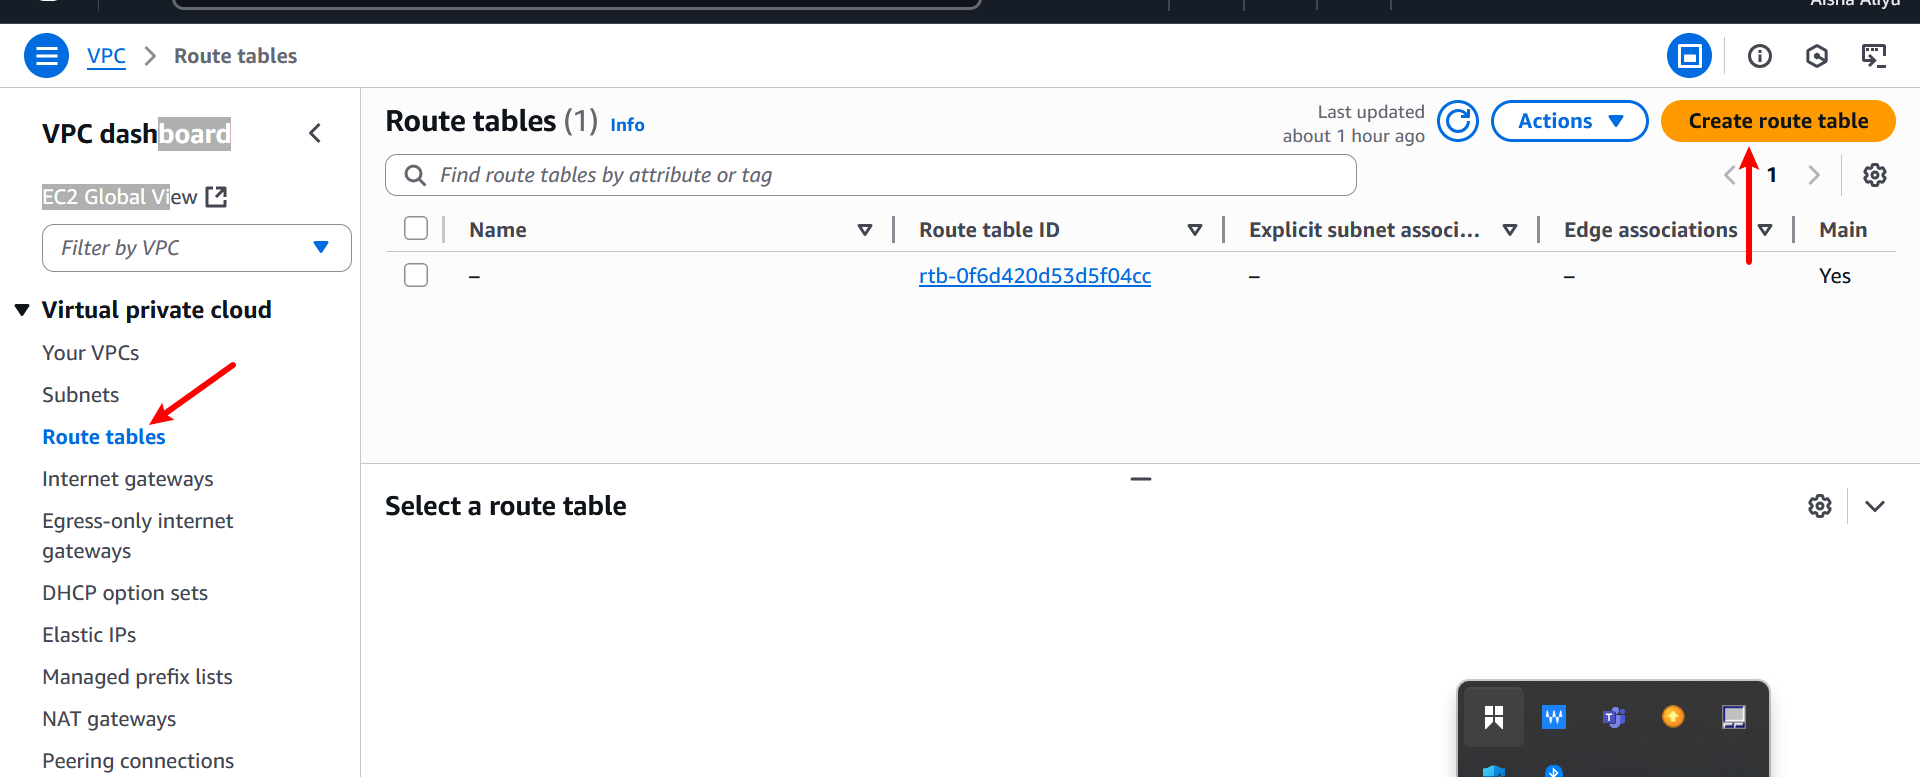 Aisha Aliyu
VPC
Route tables
VPC dashboard
EC2 Global View
Filter by VPC
Virtual private cloud
Your VPCs
Subnets
Route tables
Internet gateways
Egress-only internet
gateways
DHCP option sets
Elastic IPs
Managed prefix lists
NAT gateways
Peering connections
Route tables (1) Info
Last updated
about 1 hour ago
Actions
Create route table
Find route tables by attribute or tag
1
Name Route table ID Explicit subnet associ... Edge associations Main
– rtb-0f6d420d53d5f04cc – – Yes
Select a route table